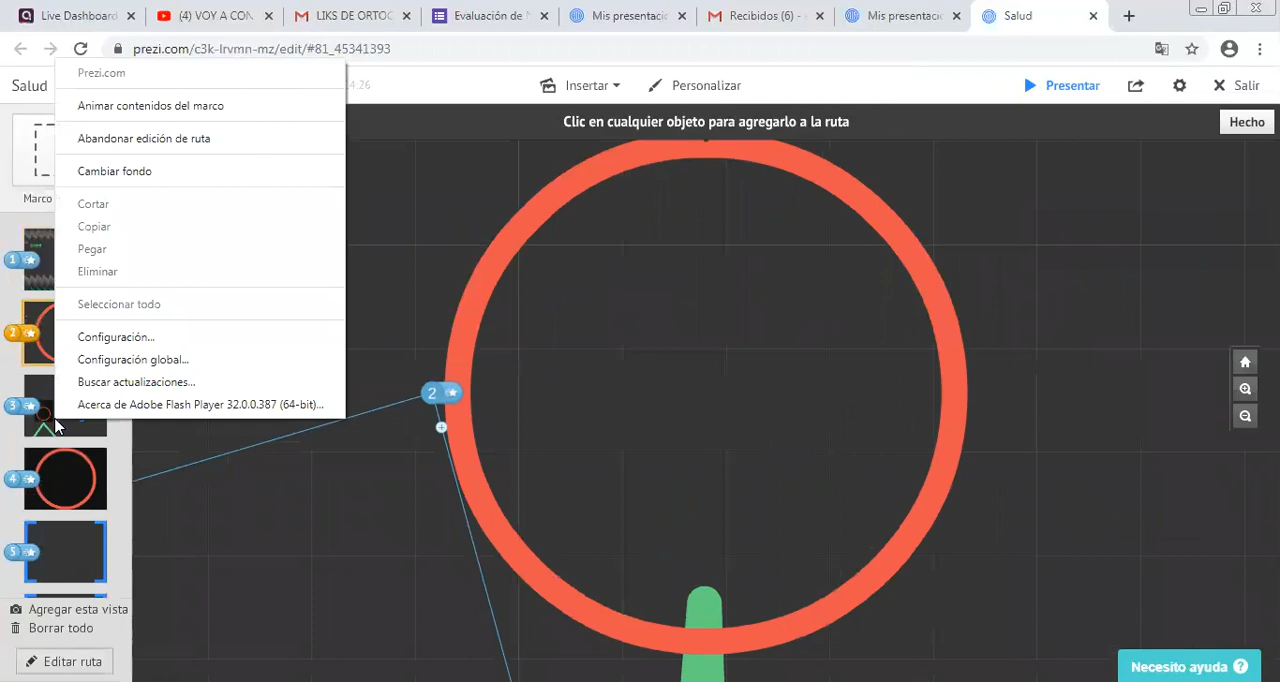 Live Dashboard
(4) VOY A CON
LIKS DE ORTOG
Evaluación de
Mis presentaci
Recibidos (6) -
Mis presentaci
Salud
prezi.com/c3k-lrvmn-mz/edit/#81_45341393
Salud
:26
Insertar
Personalizar
Presentar
Salir
Clic en cualquier objeto para agregarlo a la ruta
Hecho
Prezi.com
Animar contenidos del marco
Abandonar edición de ruta
Cambiar fondo
Cortar
Copiar
Pegar
Eliminar
Seleccionar todo
Configuración...
Configuración global...
Buscar actualizaciones...
Acerca de Adobe Flash Player 32.0.0.387 (64-bit)...
Marco
1
2
3
4
5
2
Agregar esta vista
Borrar todo
Editar ruta
Necesito ayuda ?